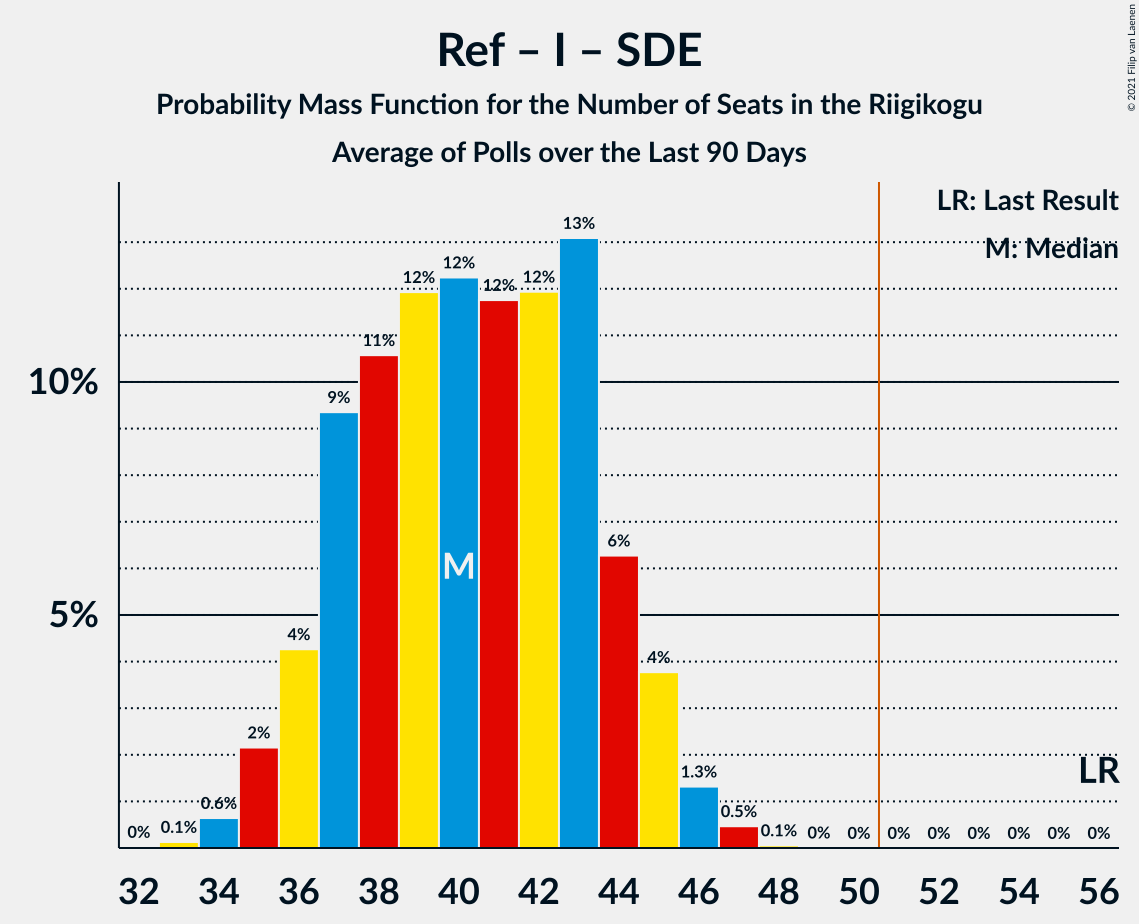 Ref – I – SDE
Probability Mass Function for the Number of Seats in the Riigikogu
Average of Polls over the Last 90 Days
© 2021 Filip van Laenen
LR: Last Result
M: Median
13%
12%
12%
12%
12%
11%
10%
9%
M
6%
5%
4%
4%
2%
LR
1.3%
0.6%
0.5%
0% 0.1% 0.1% 0% 0% 0% 0% 0% 0% 0% 0%
32 34 36 38 40 42 44 46 48 50 52 54 56